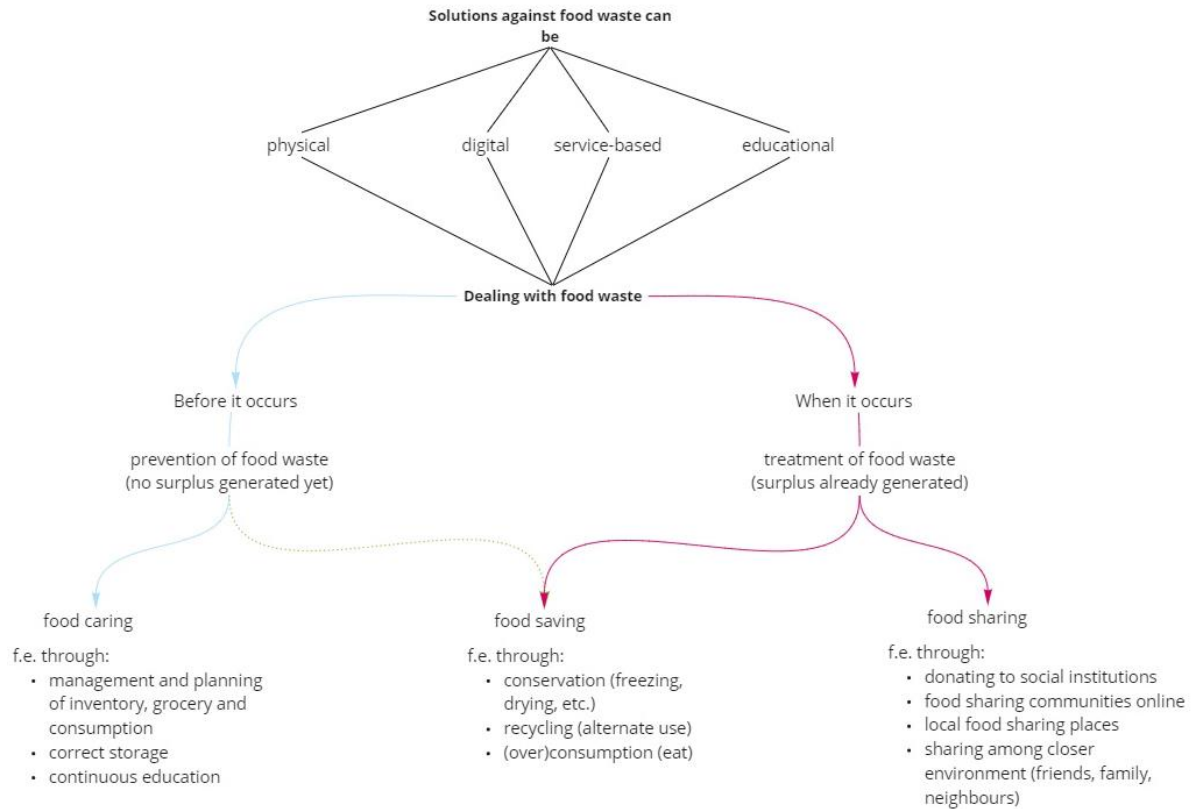 Solutions against food waste can
be
physical
digital
service-based
educational
Dealing with food waste
Before it occurs
When it occurs
prevention of food waste
(no surplus generated yet)
treatment of food waste
(surplus already generated)
food caring
f.e. through:
• management and planning
of inventory, grocery and
consumption
• correct storage
• continuous education
food saving
f.e. through:
• conservation (freezing,
drying, etc.)
• recycling (alternate use)
• (over)consumption (eat)
food sharing
f.e. through:
• donating to social institutions
• food sharing communities online
• local food sharing places
• sharing among closer
environment (friends, family,
neighbours)